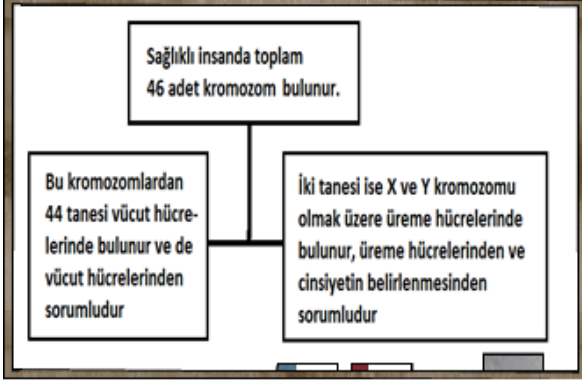 Sağlıklı insanda toplam
46 adet kromozom bulunur.
Bu kromozomlardan
44 tanesi vücut hücre-
lerinde bulunur ve de
vücut hücrelerinden
sorumludur
İki tanesi ise X ve Y kromozomu
olmak üzere üreme hücrelerinde
bulunur, üreme hücrelerinden ve
cinsiyetin belirlenmesinden
sorumludur